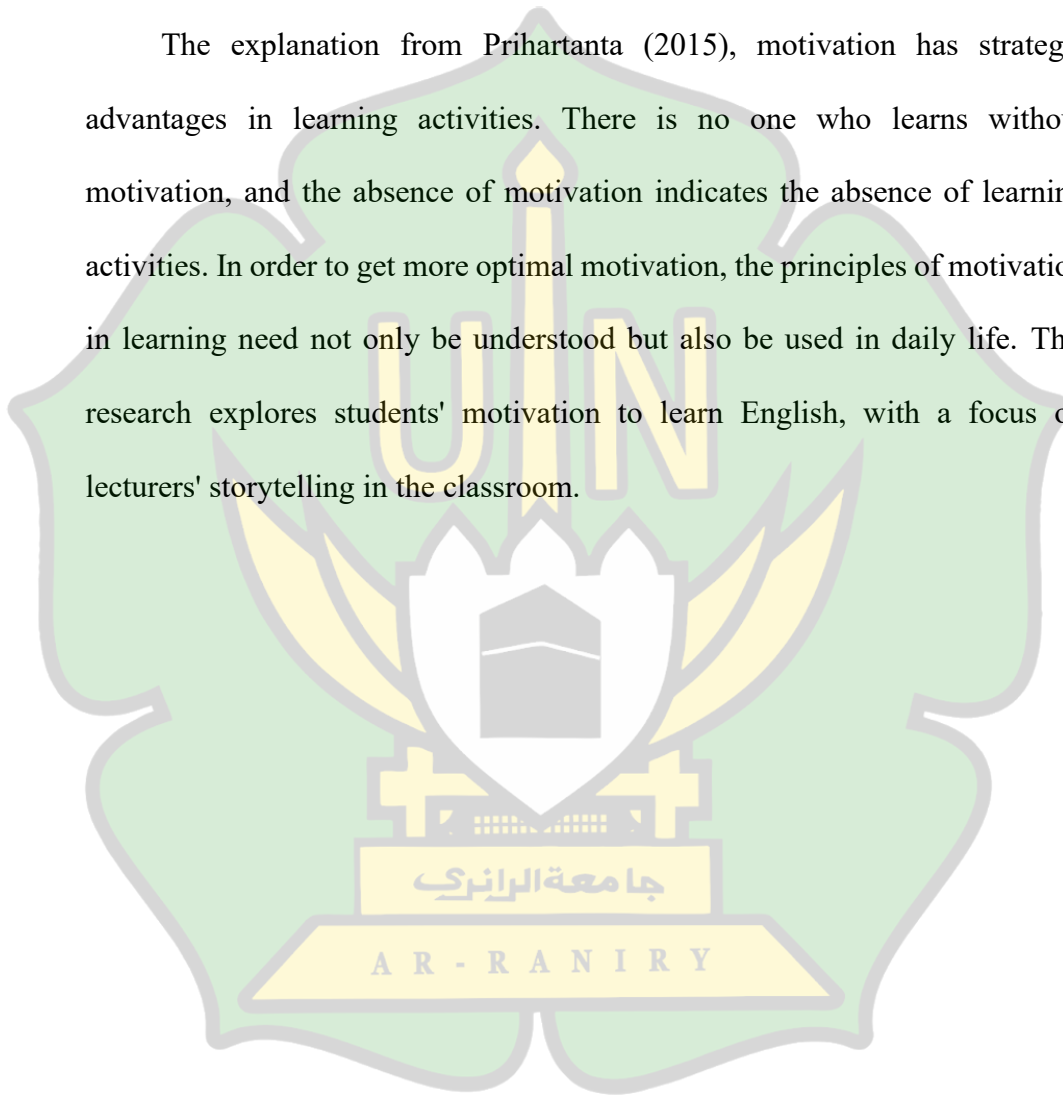 The explanation from Prihartanta (2015), motivation has strateg
advantages in learning activities. There is no one who learns withou
motivation, and the absence of motivation indicates the absence of learnin
activities. In order to get more optimal motivation, the principles of motivatio
in learning need not only be understood but also be used in daily life. Th
research explores students' motivation to learn English, with a focus o
lecturers' storytelling in the classroom.
UIN
جامعة الرانري
AR-RANIRY